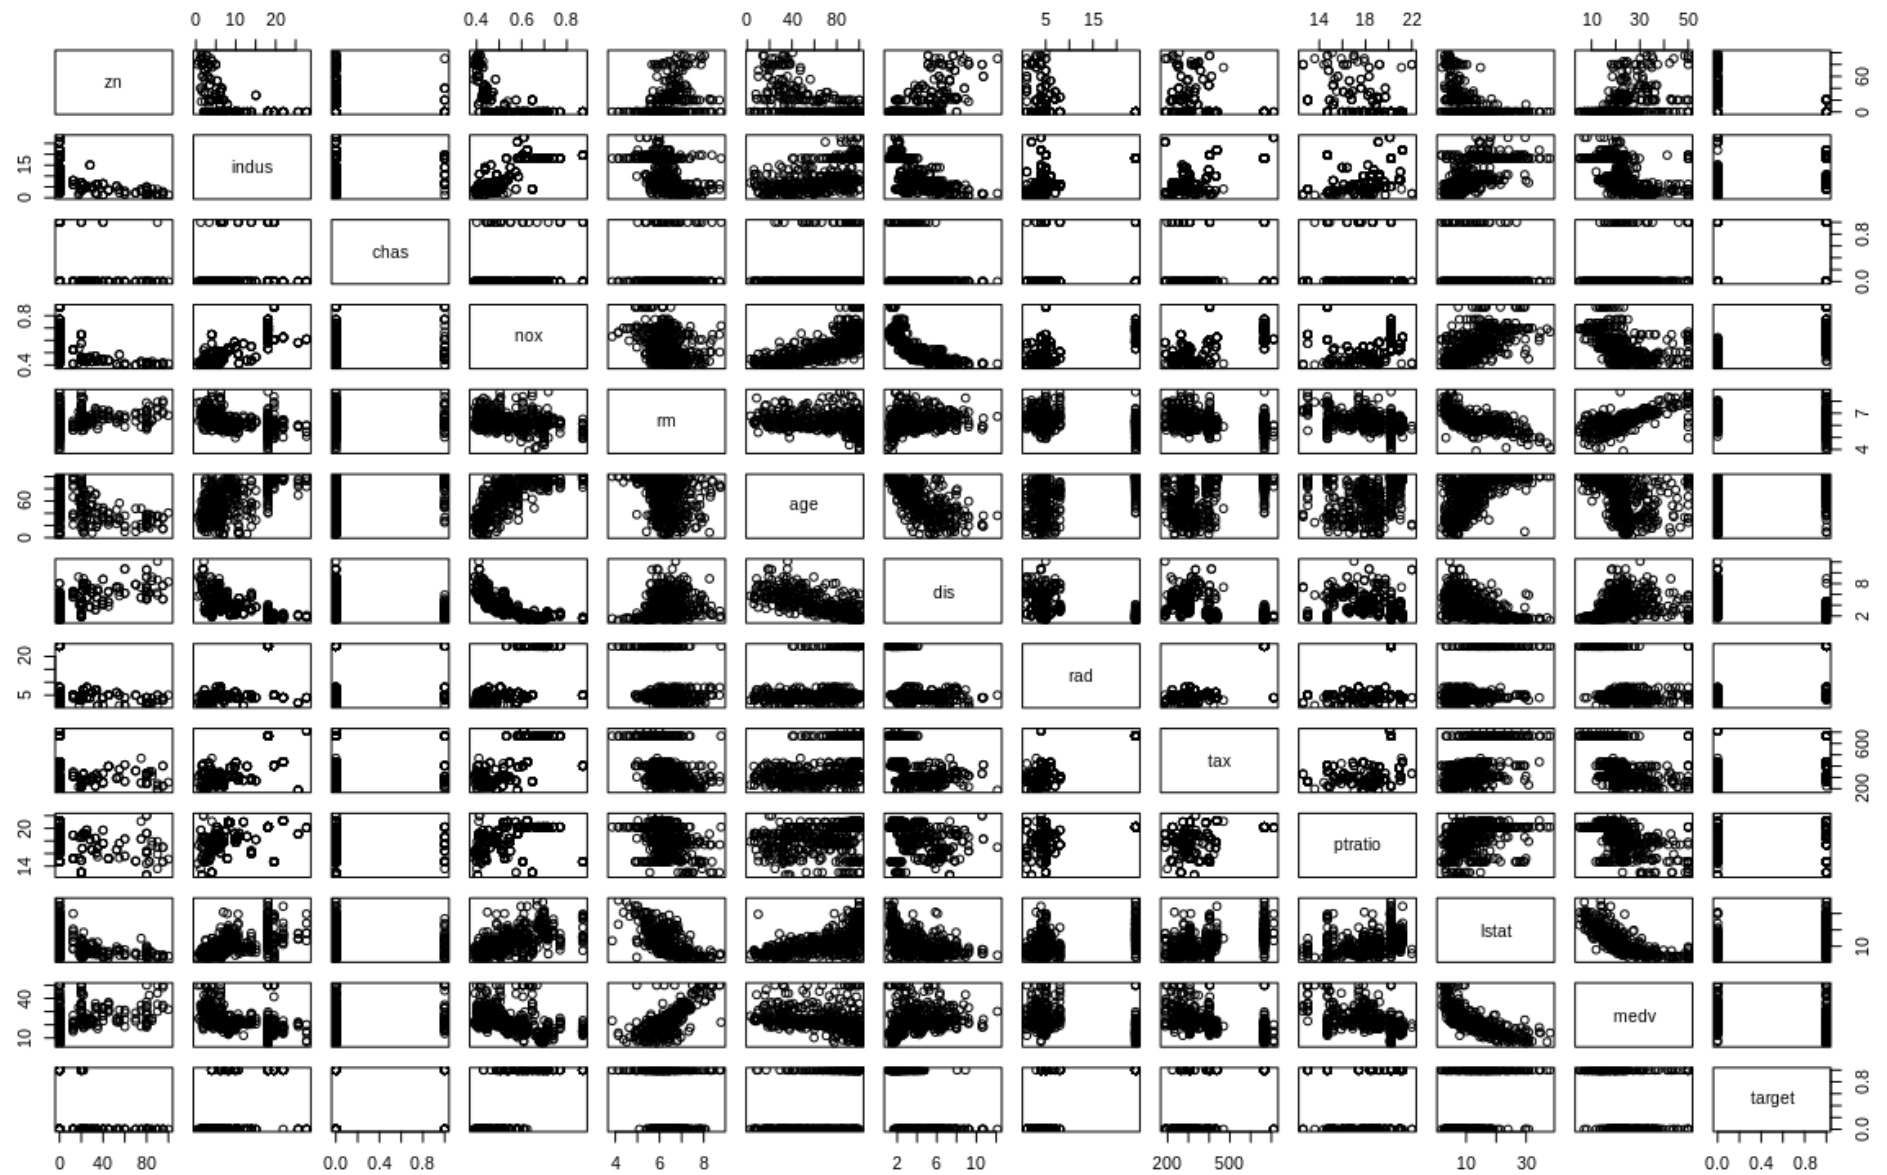 0 10 20 0.4 0.6 0.8 0 40 80 5 15 14 18 22 10 30 50
zn 0 60
0 15 indus
chas 0.0 0.8
0.4 0.8 nox
rm 4 7
0 60 age
dis 2 8
5 20 rad
tax 200 600
14 20 ptratio
lstat 10
10 40 medv
target 0.0 0.8
0 40 80 0.0 0.4 0.8 4 6 8 2 6 10 200 500 10 30 0.0 0.4 0.8